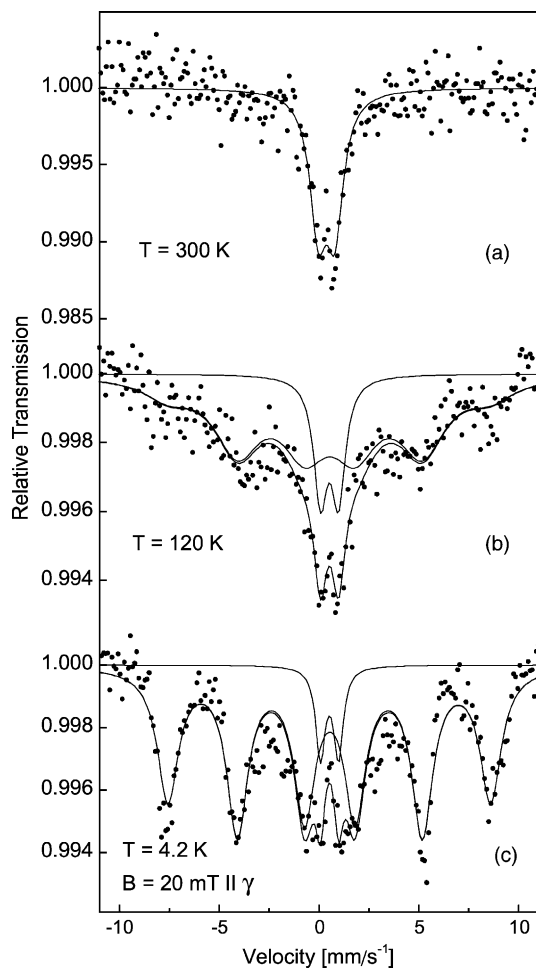 1.000
0.995
0.990
T = 300 K
(a)
0.985
1.000
0.998
0.996
T = 120 K
(b)
0.994
1.000
0.998
0.996
0.994
T = 4.2 K
(c)
B = 20 mT II γ
Relative Transmission
-10 -5 0 5 10
Velocity [mm/s⁻¹]